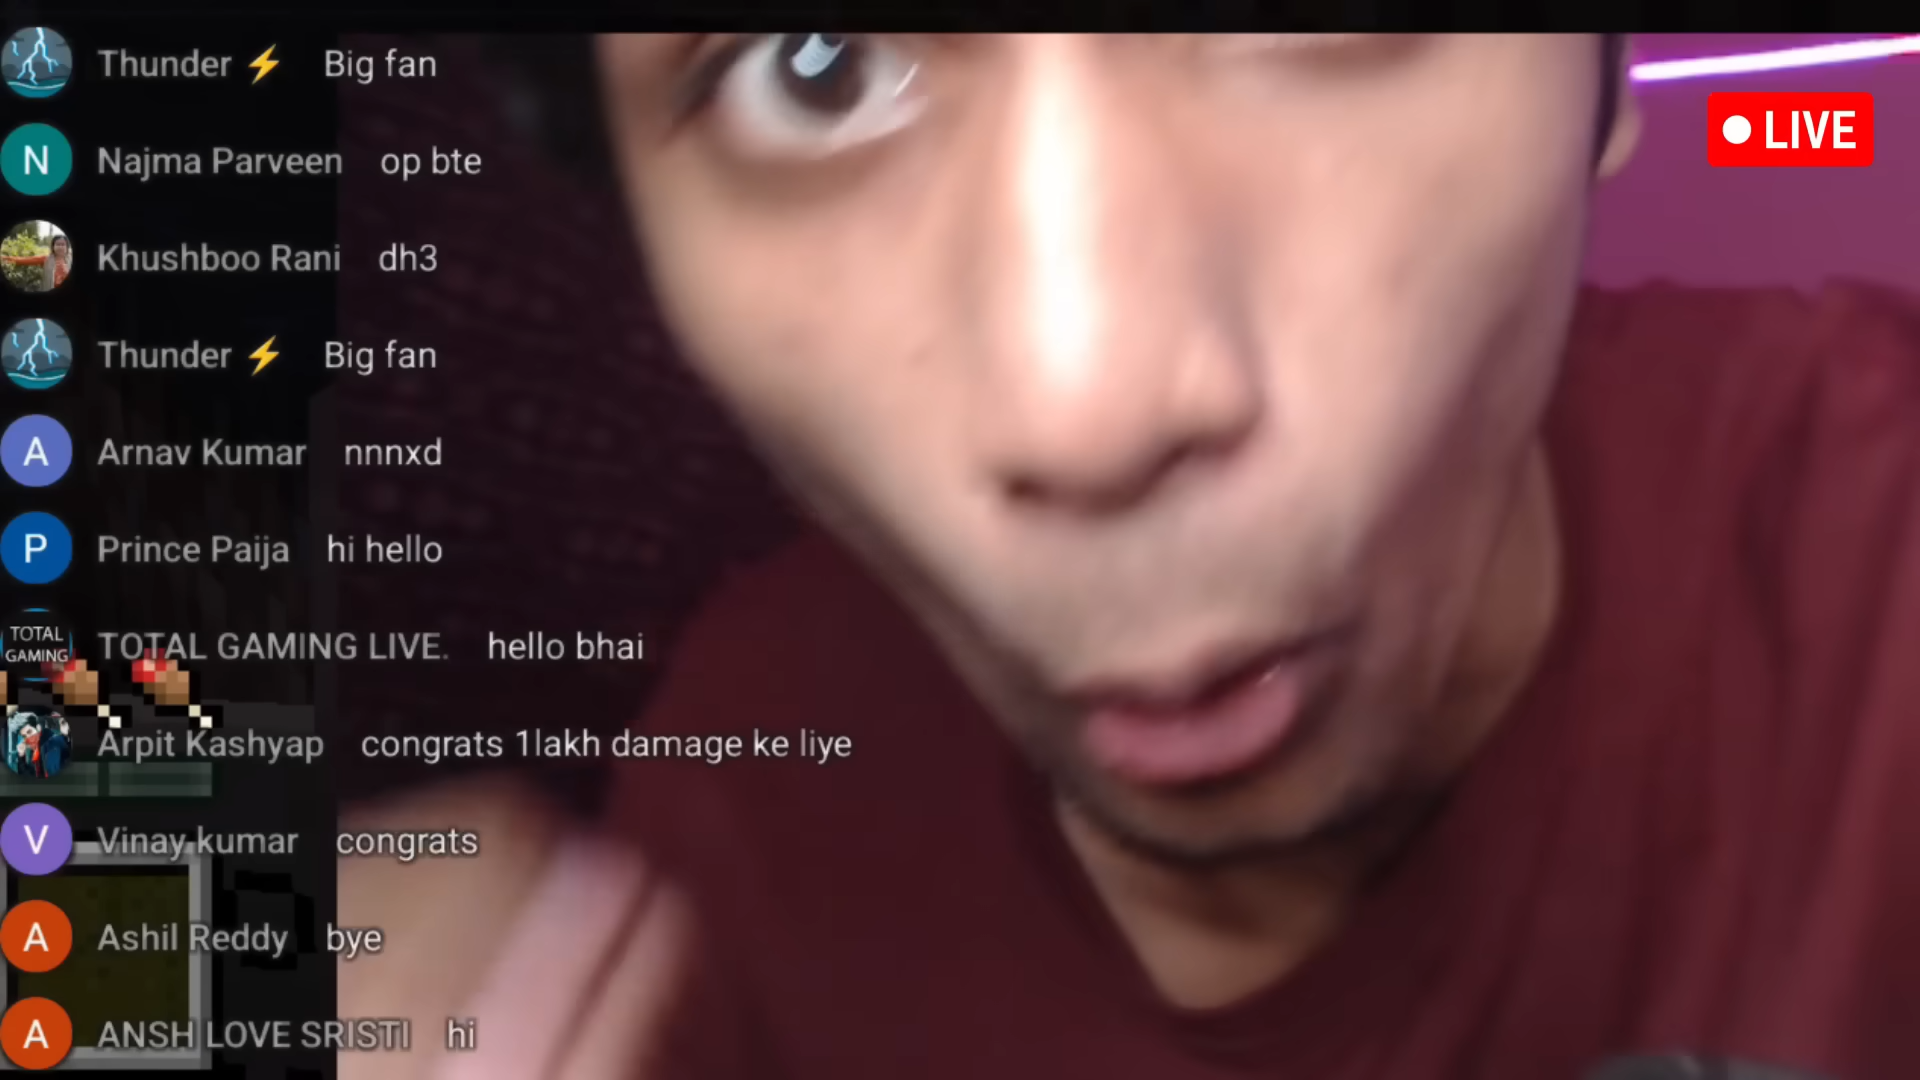 Thunder ⚡ Big fan
LIVE
N Najma Parveen op bte
Khushboo Rani dh3
Thunder ⚡ Big fan
A Arnav Kumar nnnxd
P Prince Paija hi hello
TOTAL GAMING TOTAL GAMING LIVE. hello bhai
Arpit Kashyap congrats 1lakh damage ke liye
V Vinay kumar congrats
A Ashil Reddy bye
A ANSH LOVE SRISTI hi